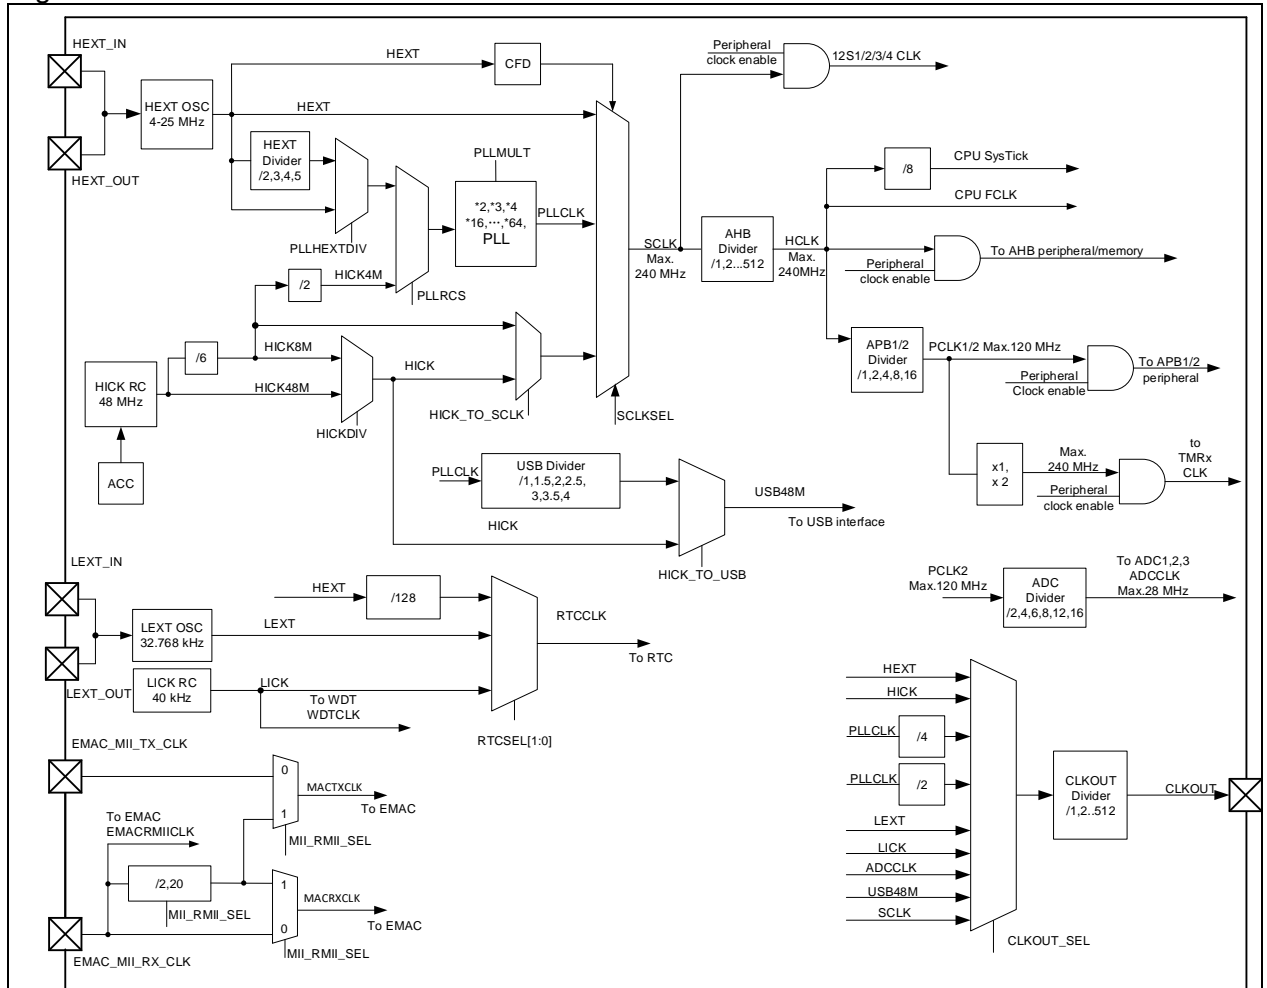 HEXT_IN
HEXT_OUT
HEXT OSC
4-25 MHz
HEXT
CFD
HEXT
HEXT
Divider
/2,3,4,5
PLLHEXTDIV
PLLMULT
*2,*3,*4
*16,…,*64,
PLL
PLLCLK
/2
HICK4M
PLLRCS
HICK RC
48 MHz
ACC
/6
HICK8M
HICK48M
HICKDIV
HICK
HICK_TO_SCLK
SCLKSEL
SCLK
Max.
240 MHz
Peripheral
clock enable
12S1/2/3/4 CLK
AHB
Divider
/1,2...512
HCLK
Max.
240MHz
/8
CPU SysTick
CPU FCLK
Peripheral
clock enable
To AHB peripheral/memory
APB1/2
Divider
/1,2,4,8,16
PCLK1/2 Max.120 MHz
Peripheral
Clock enable
To APB1/2
peripheral
x1,
x 2
Max.
240 MHz
Peripheral
clock enable
to
TMRx
CLK
PLLCLK
USB Divider
/1,1.5,2,2.5,
3,3.5,4
HICK
USB48M
To USB interface
HICK_TO_USB
PCLK2
Max.120 MHz
ADC
Divider
/2,4,6,8,12,16
To ADC1,2,3
ADCCLK
Max.28 MHz
LEXT_IN
LEXT_OUT
LEXT OSC
32.768 kHz
LICK RC
40 kHz
HEXT
/128
LEXT
LICK
To WDT
WDTCLK
RTCCLK
To RTC
RTCSEL[1:0]
EMAC_MII_TX_CLK
0
1
MACTXCLK
To EMAC
MII_RMII_SEL
To EMAC
EMACRMIICLK
/2,20
MII_RMII_SEL
1
0
MACRXCLK
To EMAC
MII_RMII_SEL
EMAC_MII_RX_CLK
HEXT
HICK
PLLCLK
/4
PLLCLK
/2
LEXT
LICK
ADCCLK
USB48M
SCLK
CLKOUT_SEL
CLKOUT
Divider
/1,2..512
CLKOUT